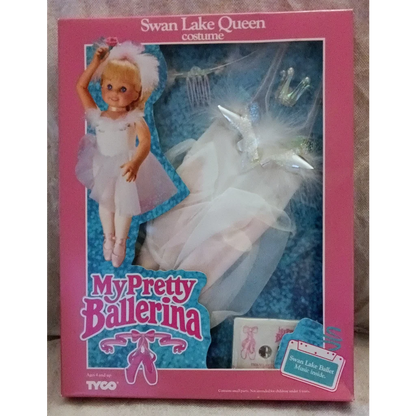 Swan Lake Queen
costume
My Pretty
Ballerina
Swan Lake Ballet
Music inside.
TYCO